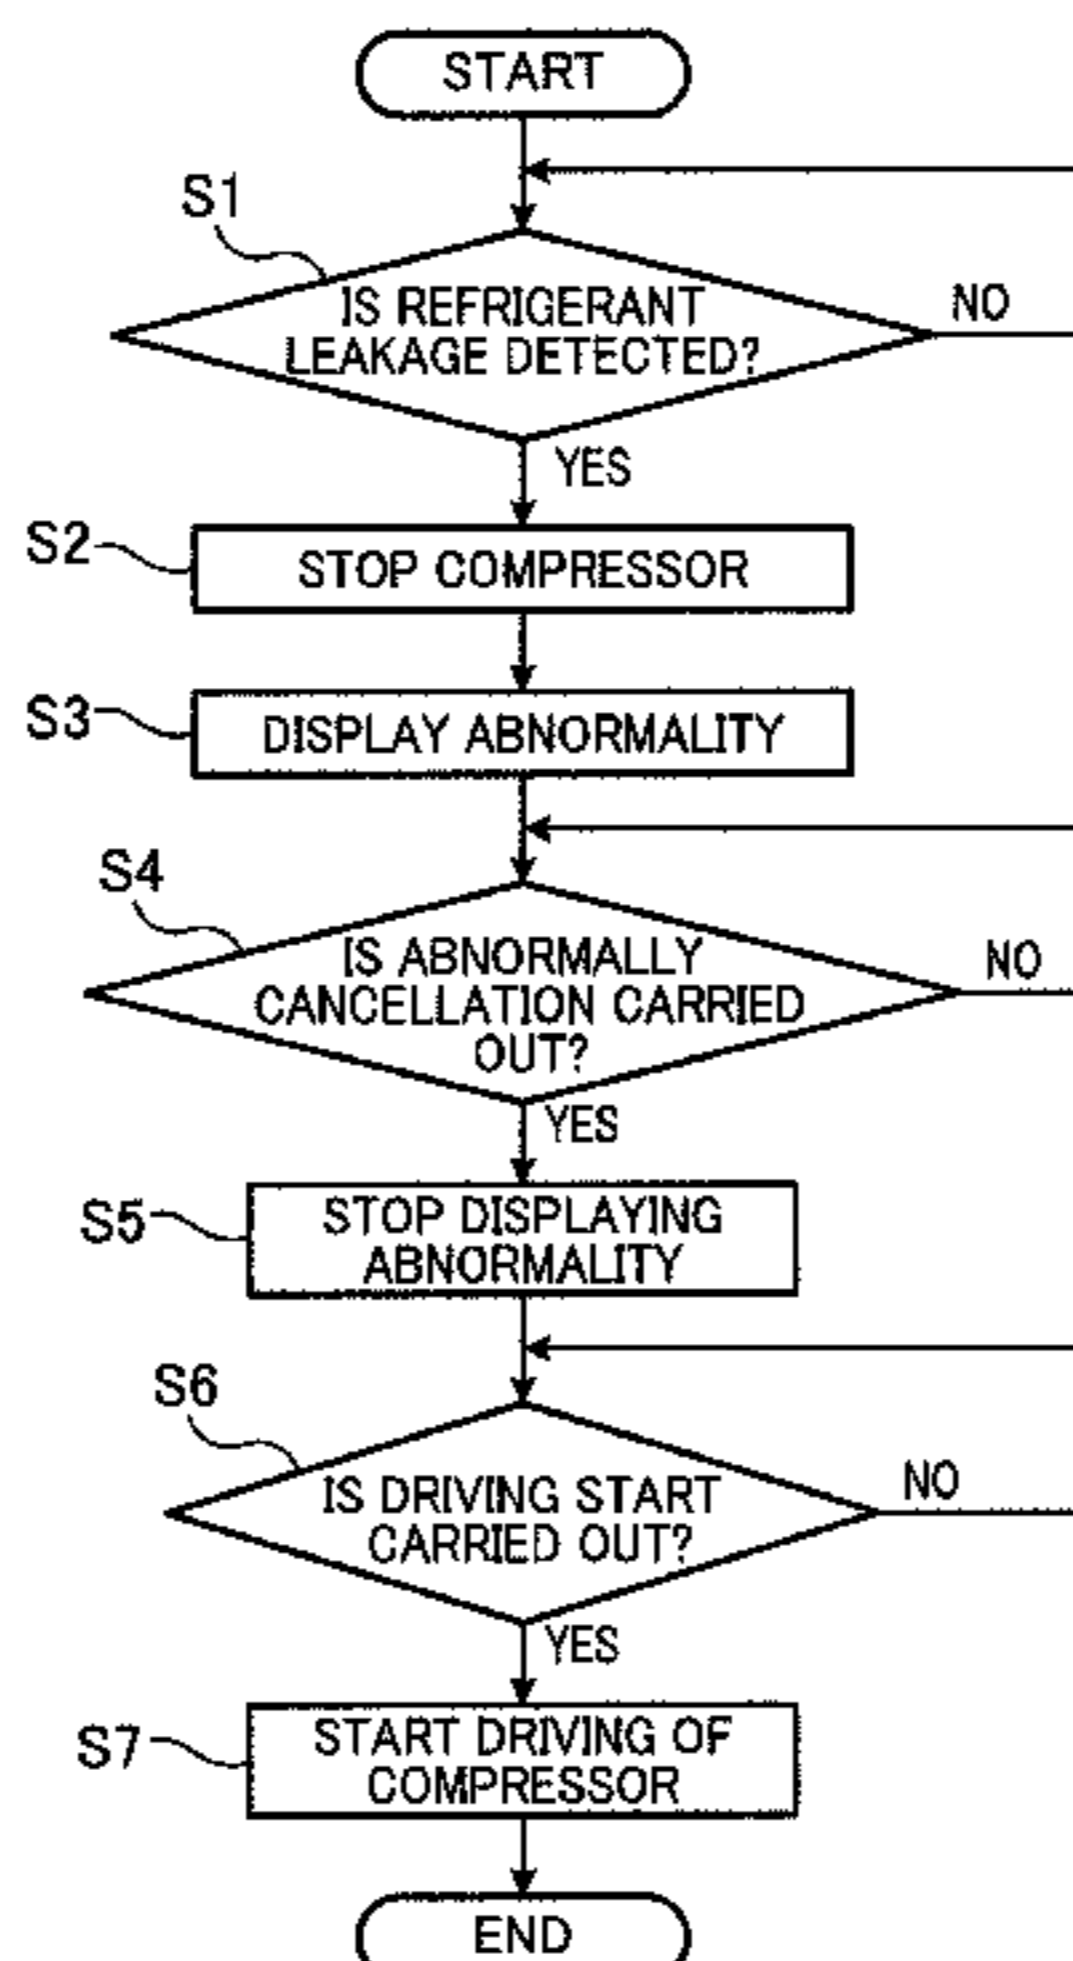 START
S1
IS REFRIGERANT
LEAKAGE DETECTED?
NO
YES
S2
STOP COMPRESSOR
S3
DISPLAY ABNORMALITY
S4
IS ABNORMALLY
CANCELLATION CARRIED
OUT?
NO
YES
S5
STOP DISPLAYING
ABNORMALITY
S6
IS DRIVING START
CARRIED OUT?
NO
YES
S7
START DRIVING OF
COMPRESSOR
END